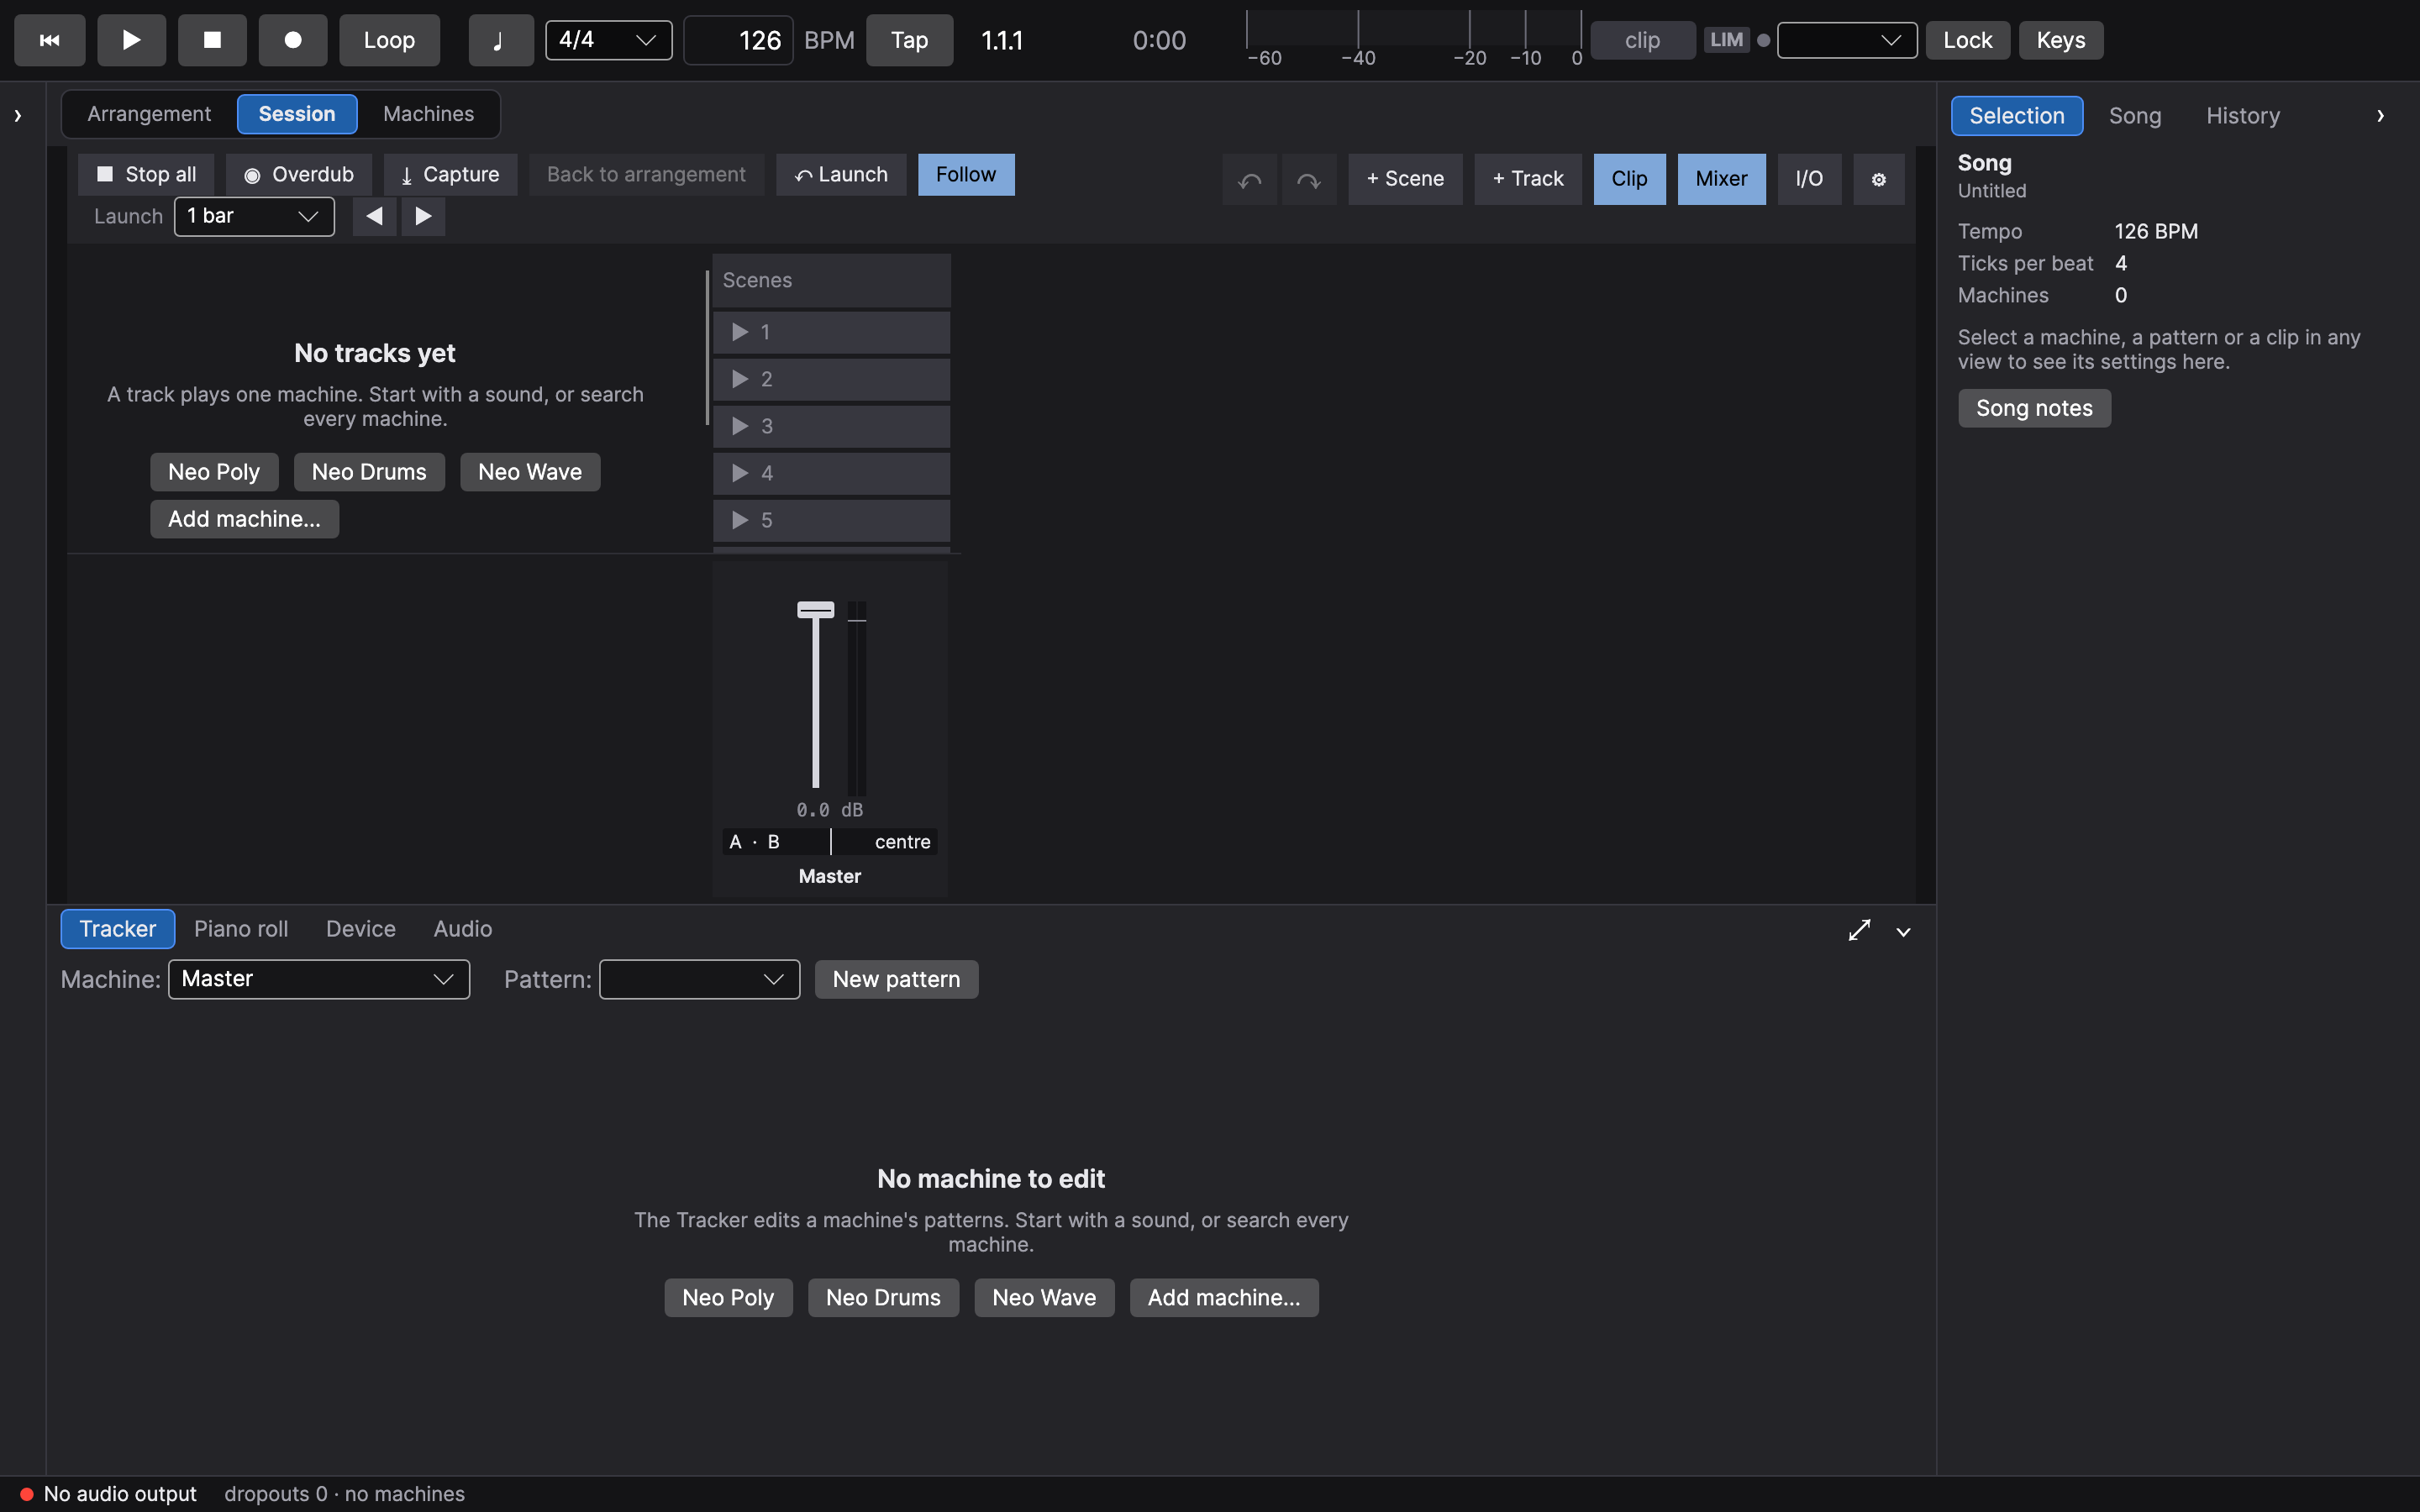 Loop
4/4
126 BPM
Tap
1.1.1
0:00
−60 −40 −20 −10 0
clip
LIM
Lock
Keys
Arrangement Session Machines
Stop all Overdub Capture Back to arrangement Launch Follow
+ Scene + Track Clip Mixer I/O
Launch 1 bar
Scenes
1
2
3
4
5
No tracks yet
A track plays one machine. Start with a sound, or search
every machine.
Neo Poly Neo Drums Neo Wave
Add machine...
0.0 dB
A · B centre
Master
Selection Song History
Song
Untitled
Tempo 126 BPM
Ticks per beat 4
Machines 0
Select a machine, a pattern or a clip in any
view to see its settings here.
Song notes
Tracker Piano roll Device Audio
Machine: Master Pattern: New pattern
No machine to edit
The Tracker edits a machine's patterns. Start with a sound, or search every
machine.
Neo Poly Neo Drums Neo Wave Add machine...
No audio output dropouts 0 · no machines